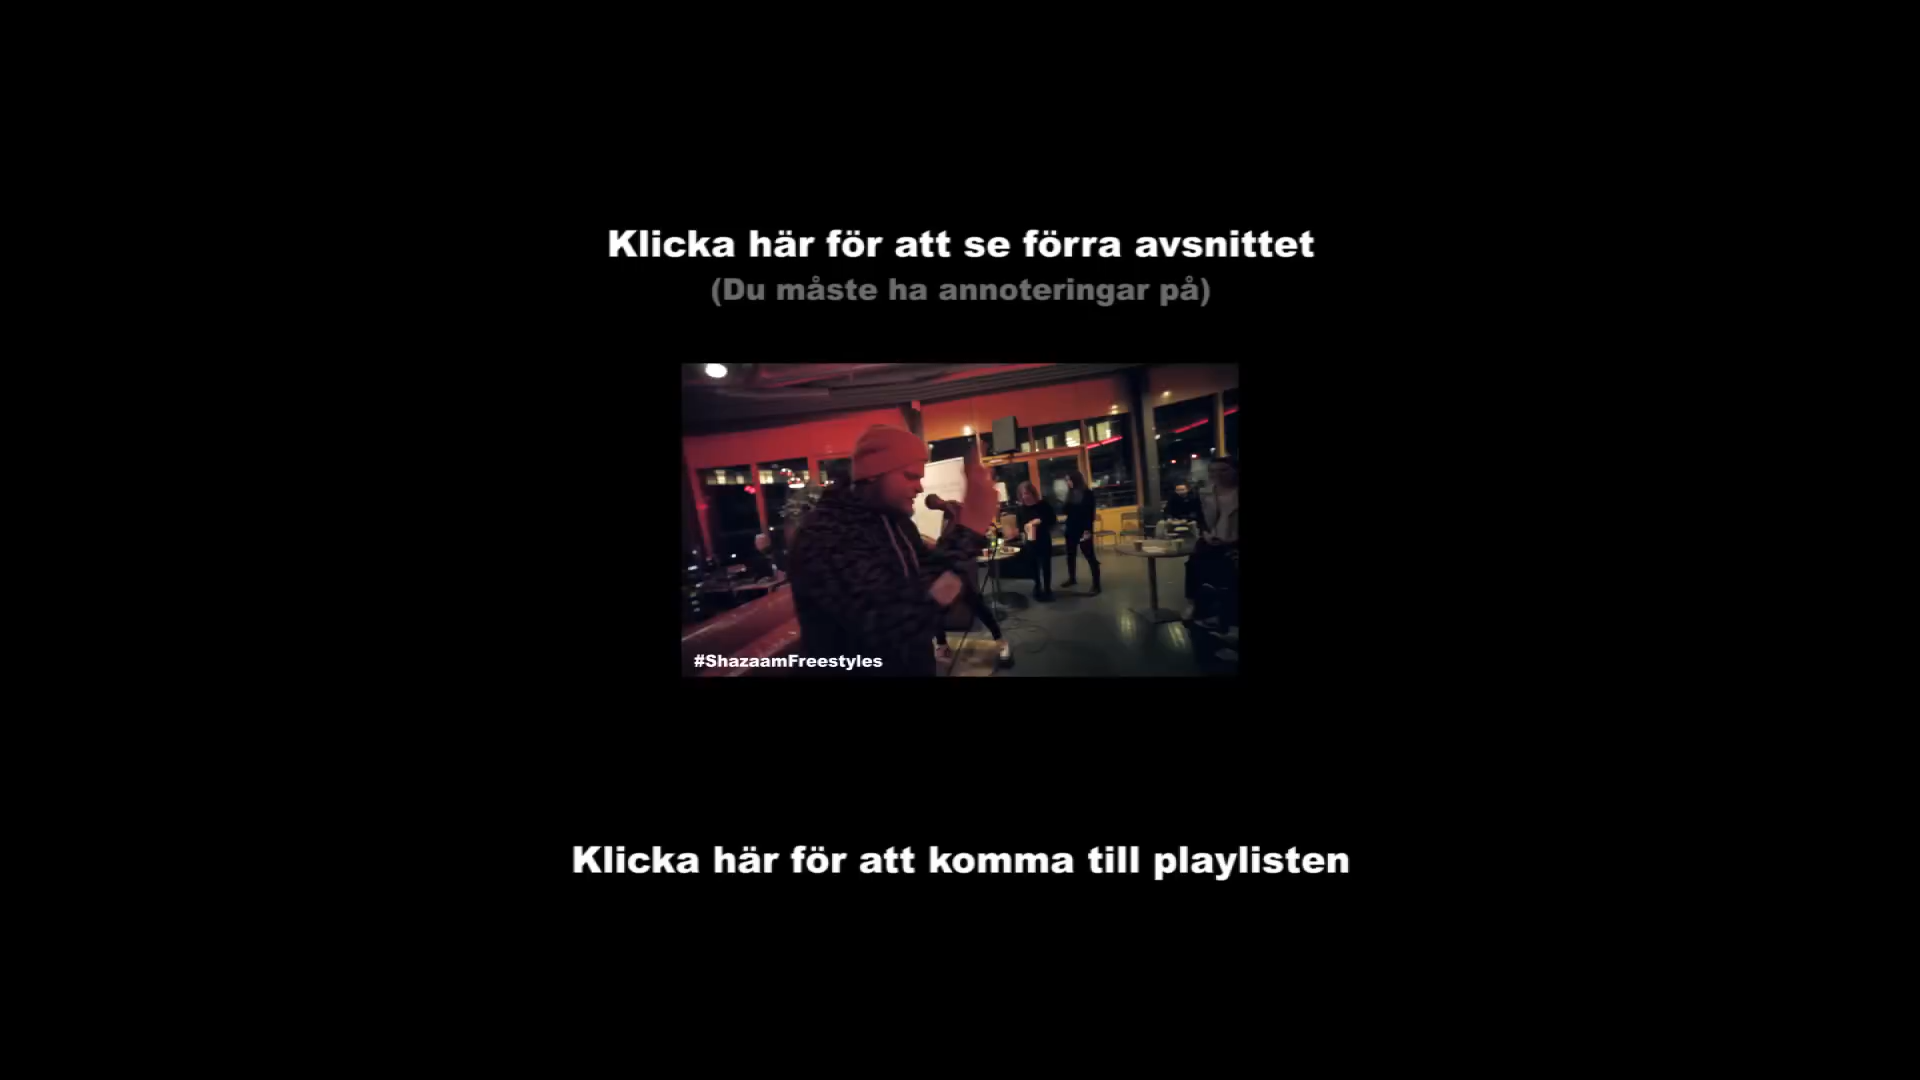 Klicka här för att se förra avsnittet
(Du måste ha annoteringar på)
#ShazaamFreestyles
Klicka här för att komma till playlisten